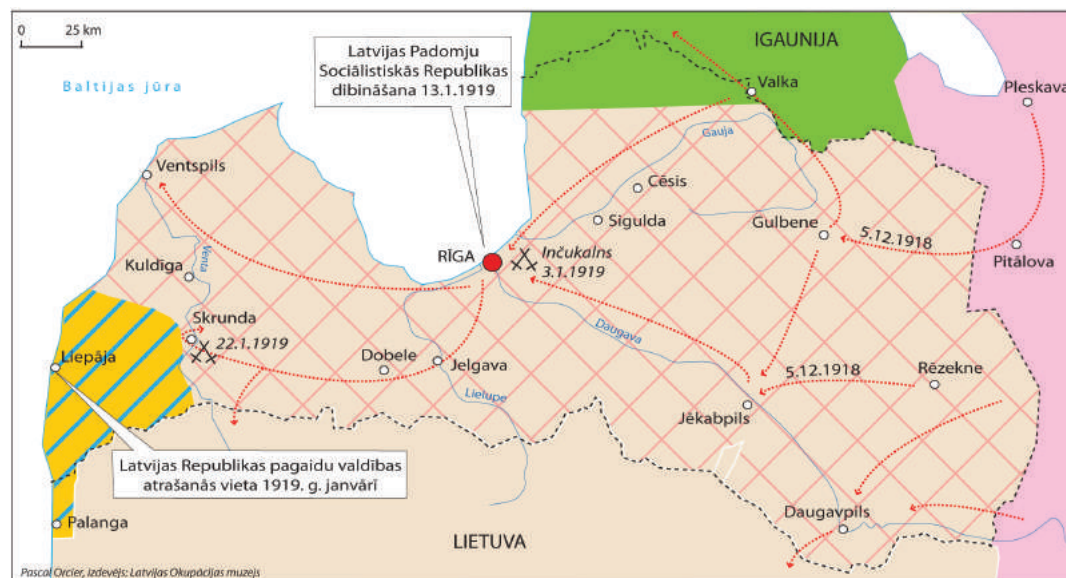 0 25 km
Baltijas jūra
Latvijas Padomju
Sociālistiskās Republikas
dibināšana 13.1.1919
IGAUNIJA
Valka
Pleskava
Gauja
Ventspils
Cēsis
Sigulda
Gulbene
5.12.1918
Pitālova
RĪGA
Inčukalns
3.1.1919
Kuldīga
Venta
Skrunda
22.1.1919
Daugava
Liepāja
Dobele
Jelgava
5.12.1918
Rēzekne
Lielupe
Jēkabpils
Latvijas Republikas pagaidu valdības
atrašanās vieta 1919. g. janvārī
Palanga
LIETUVA
Daugavpils
Pascal Orcier, izdevējs: Latvijas Okupācijas muzejs